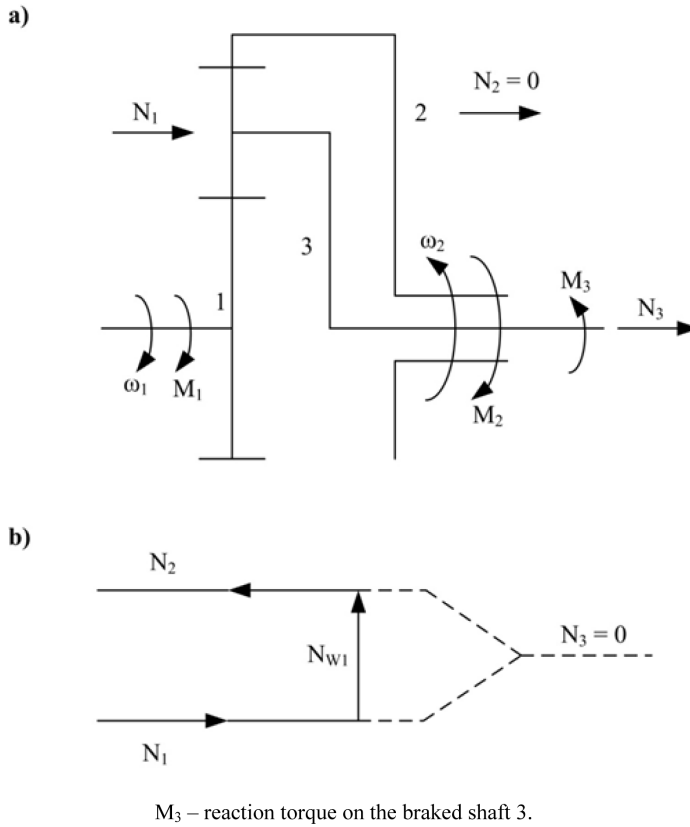 a)
N₂ = 0
N₁
2
3
ω₂
M₃
1
N₃
ω₁
M₁
M₂
b)
N₂
N₃ = 0
N_W1
N₁
M₃ – reaction torque on the braked shaft 3.